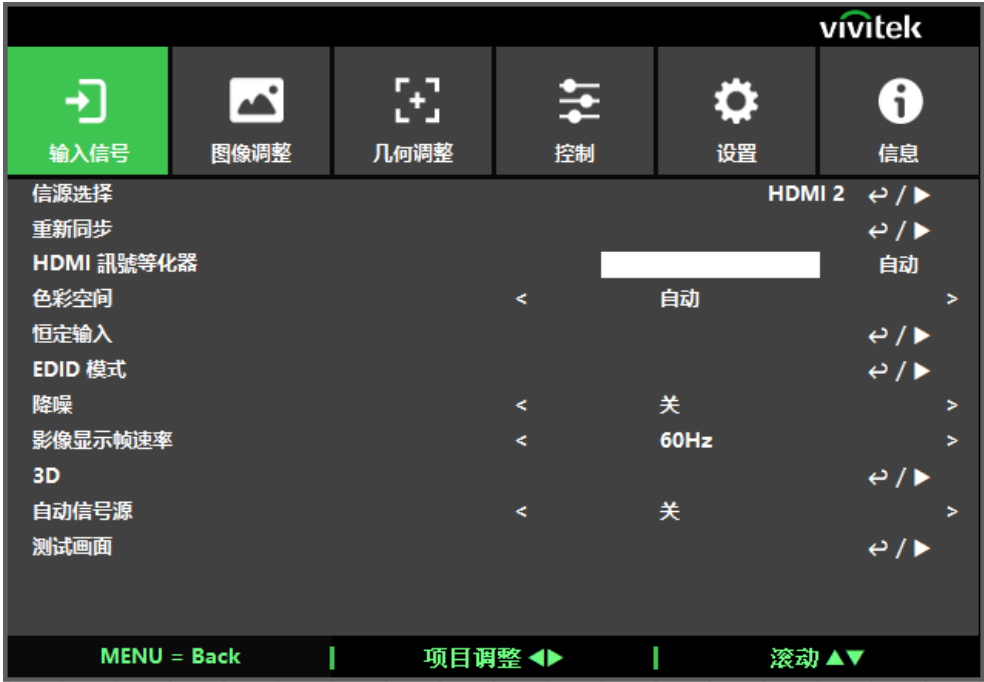 vivitek
输入信号 图像调整 几何调整 控制 设置 信息
信源选择 HDMI 2 ↩ / ▶
重新同步 ↩ / ▶
HDMI 訊號等化器 自动
色彩空间 < 自动 >
恒定输入 ↩ / ▶
EDID 模式 ↩ / ▶
降噪 < 关 >
影像显示帧速率 < 60Hz >
3D ↩ / ▶
自动信号源 < 关 >
测试画面 ↩ / ▶
MENU = Back | 项目调整 ◀▶ | 滚动 ▲▼